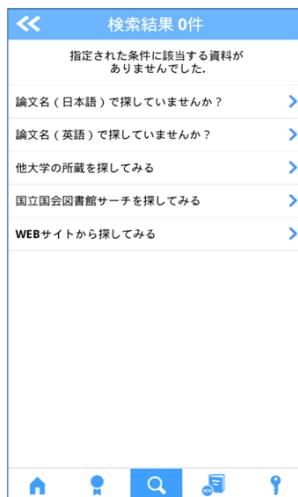 検索結果 0件
指定された条件に該当する資料が
ありませんでした.
論文名(日本語)で探していませんか?
論文名(英語)で探していませんか?
他大学の所蔵を探してみる
国立国会図書館サーチを探してみる
WEBサイトから探してみる
NEW